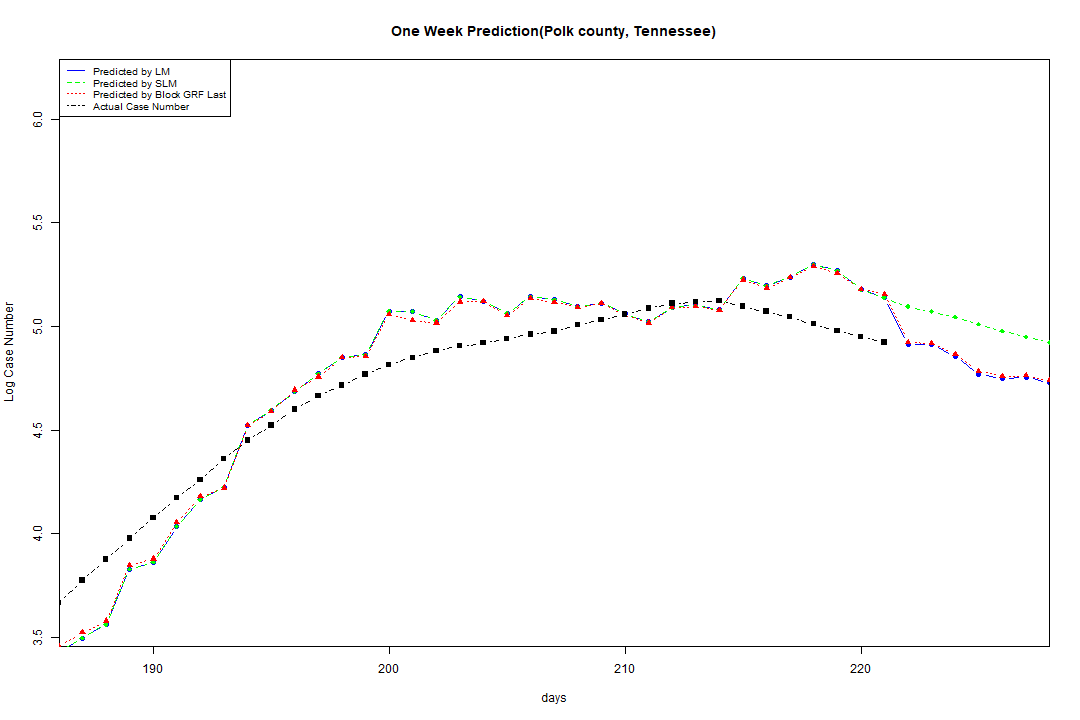 One Week Prediction(Polk county, Tennessee)
Predicted by LM
Predicted by SLM
Predicted by Block GRF Last
Actual Case Number
6.0
5.5
5.0
4.5
4.0
3.5
Log Case Number
190
200
210
220
days